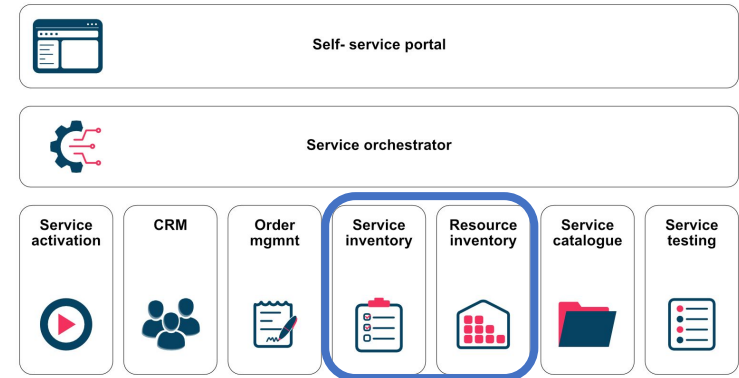 Self- service portal
Service orchestrator
Service
activation
CRM
Order
mgmnt
Service
inventory
Resource
inventory
Service
catalogue
Service
testing